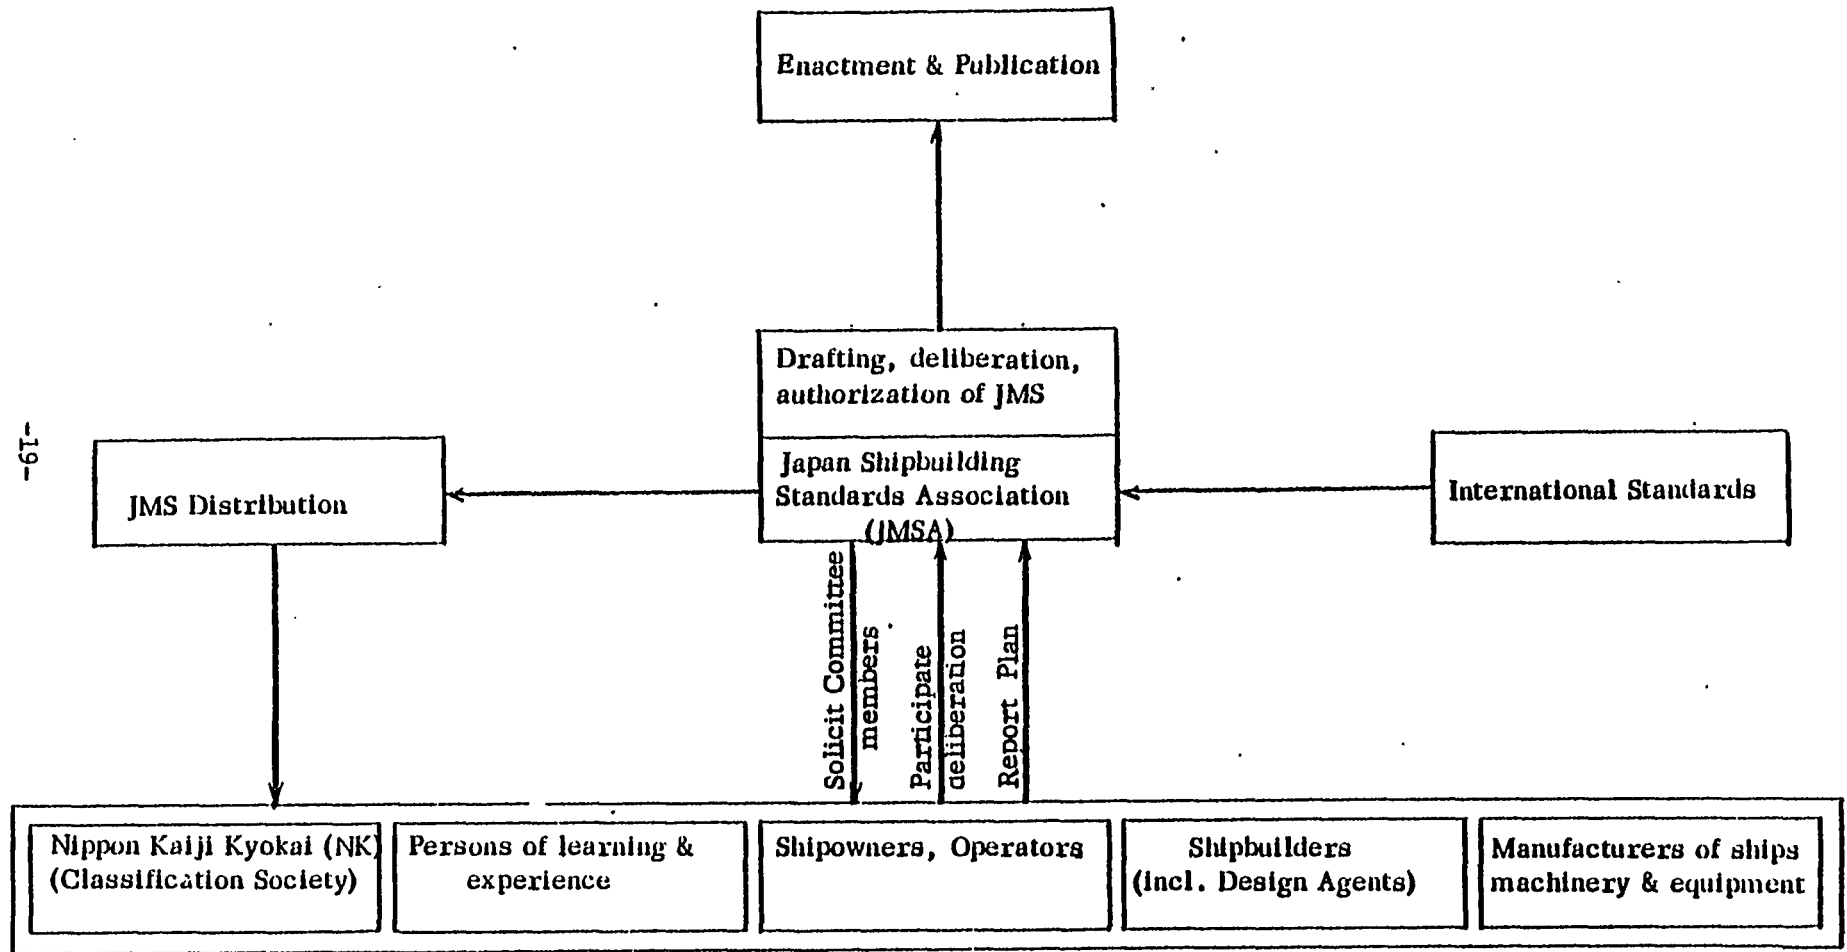 Enactment & Publication
Drafting, deliberation,
authorization of JMS
-19-
JMS Distribution
Japan Shipbuilding
Standards Association
(JMSA)
International Standards
Solicit Committee
members
Participate
deliberation
Report Plan
Nippon Kaiji Kyokai (NK)
(Classification Society)
Persons of learning &
experience
Shipowners, Operators
Shipbuilders
(incl. Design Agents)
Manufacturers of ships
machinery & equipment